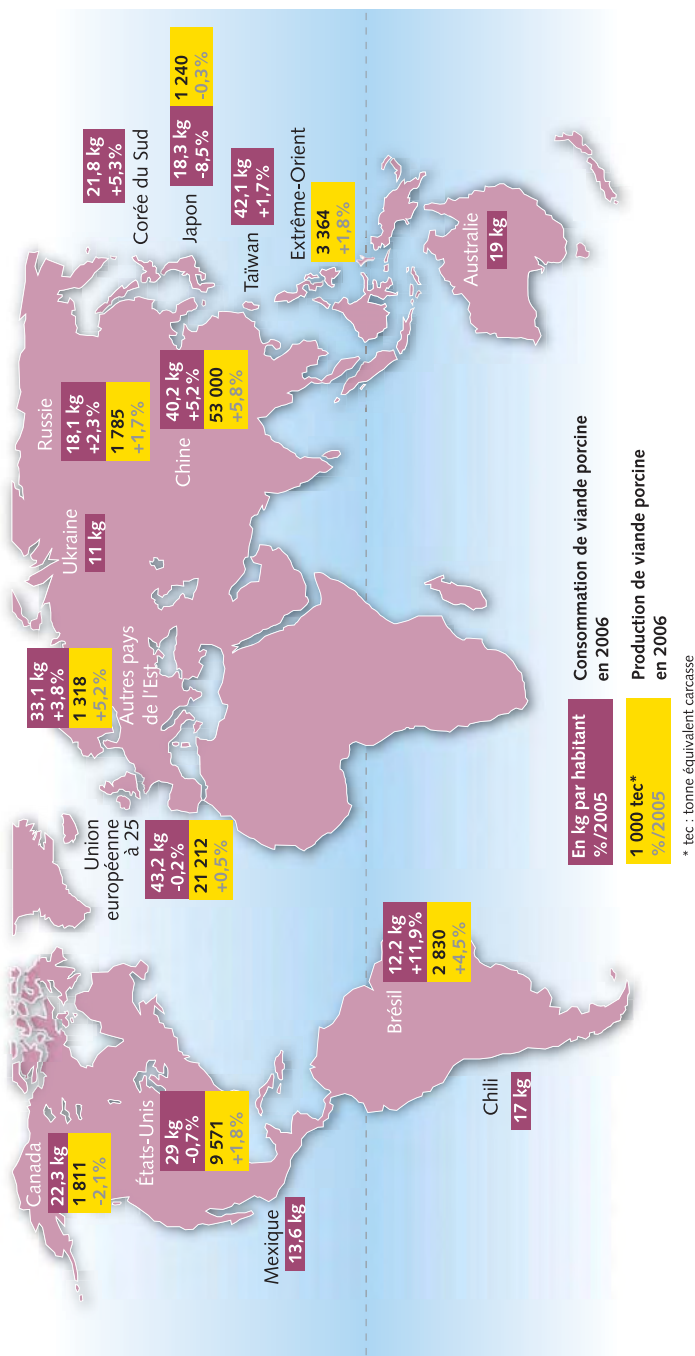 Canada
22,3 kg
1 811
-2,1%
États-Unis
29 kg
-0,7%
9 571
+1,8%
Mexique
13,6 kg
Brésil
12,2 kg
+11,9%
2 830
+4,5%
Chili
17 kg
Union
européenne
à 25
43,2 kg
-0,2%
21 212
+0,5%
33,1 kg
+3,8%
1 318
+5,2%
Autres pays
de l'Est
Ukraine
11 kg
Russie
18,1 kg
+2,3%
1 785
+1,7%
Chine
40,2 kg
+5,2%
53 000
+5,8%
21,8 kg
+5,3%
Corée du Sud
Japon
18,3 kg
-8,5%
1 240
-0,3%
Taïwan
42,1 kg
+1,7%
Extrême-Orient
3 364
+1,8%
Australie
19 kg
En kg par habitant
%/2005
Consommation de viande porcine
en 2006
1 000 tec*
%/2005
Production de viande porcine
en 2006
* tec : tonne équivalent carcasse